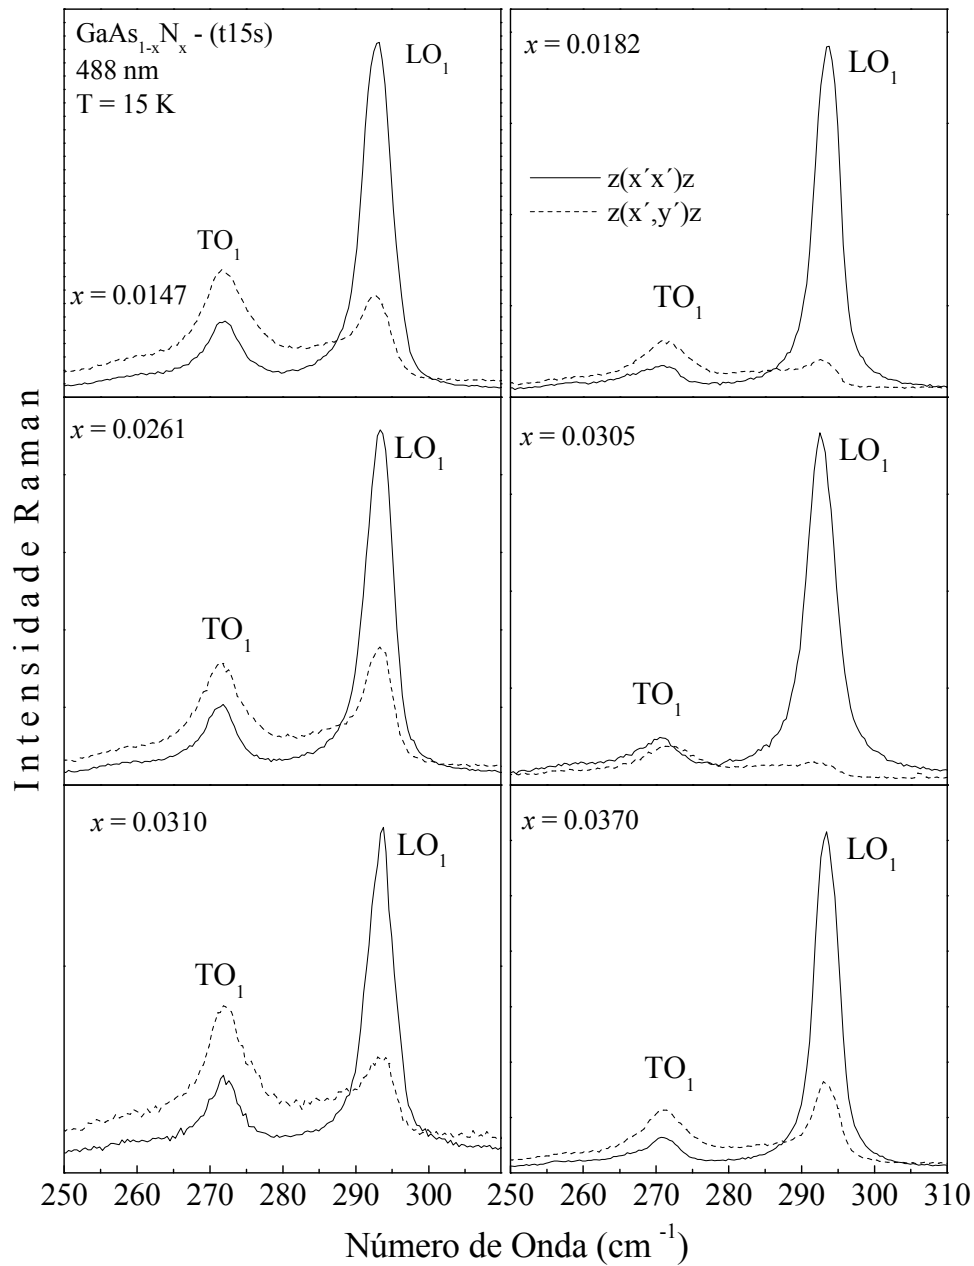 GaAs₁₋ₓNₓ - (t15s)
488 nm
T = 15 K
LO₁
TO₁
x = 0.0147
x = 0.0182
LO₁
z(x´x´)z
z(x´,y´)z
TO₁
x = 0.0261
LO₁
TO₁
x = 0.0305
LO₁
TO₁
x = 0.0310
LO₁
TO₁
x = 0.0370
LO₁
TO₁
Intensidade Raman
250 260 270 280 290 300 250 260 270 280 290 300 310
Número de Onda (cm ⁻¹)